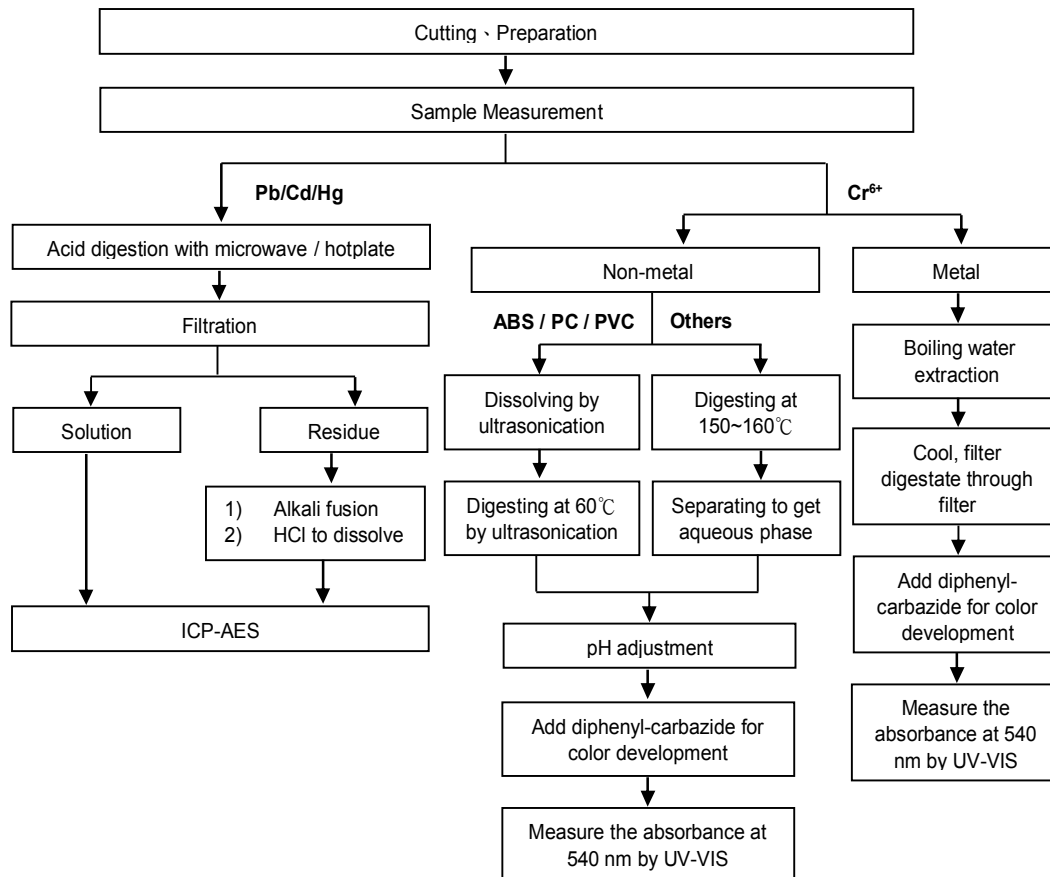 Cutting、Preparation
Sample Measurement
Pb/Cd/Hg
Acid digestion with microwave / hotplate
Filtration
Solution
Residue
1) Alkali fusion
2) HCl to dissolve
ICP-AES
Cr⁶⁺
Non-metal
ABS / PC / PVC
Others
Dissolving by
ultrasonication
Digesting at 60℃
by ultrasonication
Digesting at
150~160℃
Separating to get
aqueous phase
pH adjustment
Add diphenyl-carbazide for
color development
Measure the absorbance at
540 nm by UV-VIS
Metal
Boiling water
extraction
Cool, filter
digestate through
filter
Add diphenyl-
carbazide for color
development
Measure the
absorbance at 540
nm by UV-VIS